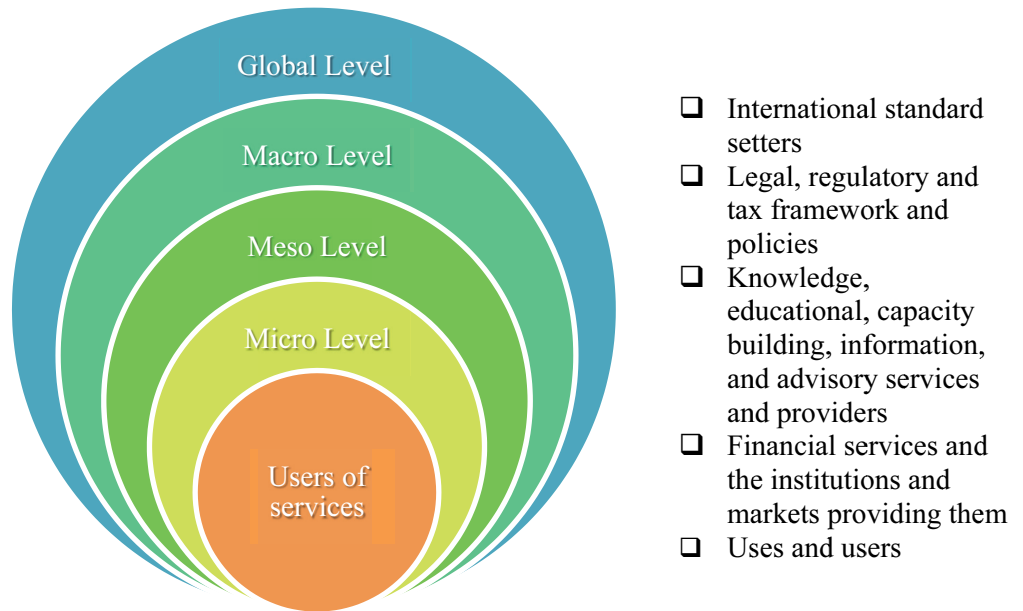 Global Level
Macro Level
Meso Level
Micro Level
Users of
services
❑ International standard
setters
❑ Legal, regulatory and
tax framework and
policies
❑ Knowledge,
educational, capacity
building, information,
and advisory services
and providers
❑ Financial services and
the institutions and
markets providing them
❑ Uses and users